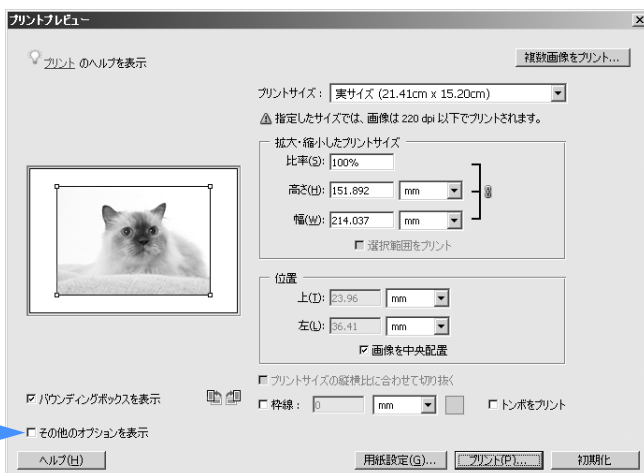 プリントプレビュー
プリント のヘルプを表示
複数画像をプリント...
プリントサイズ： 実サイズ (21.41cm x 15.20cm)
指定したサイズでは、画像は 220 dpi 以下でプリントされます。
拡大・縮小したプリントサイズ
比率(S): 100%
高さ(H): 151.892 mm
幅(W): 214.037 mm
選択範囲をプリント
位置
上(T): 23.96 mm
左(L): 36.41 mm
画像を中央配置
プリントサイズの縦横比に合わせて切り抜く
バウンディングボックスを表示
枠線： 0 mm トンボをプリント
その他のオプションを表示
ヘルプ(H) 用紙設定(G)... プリント(P)... 初期化